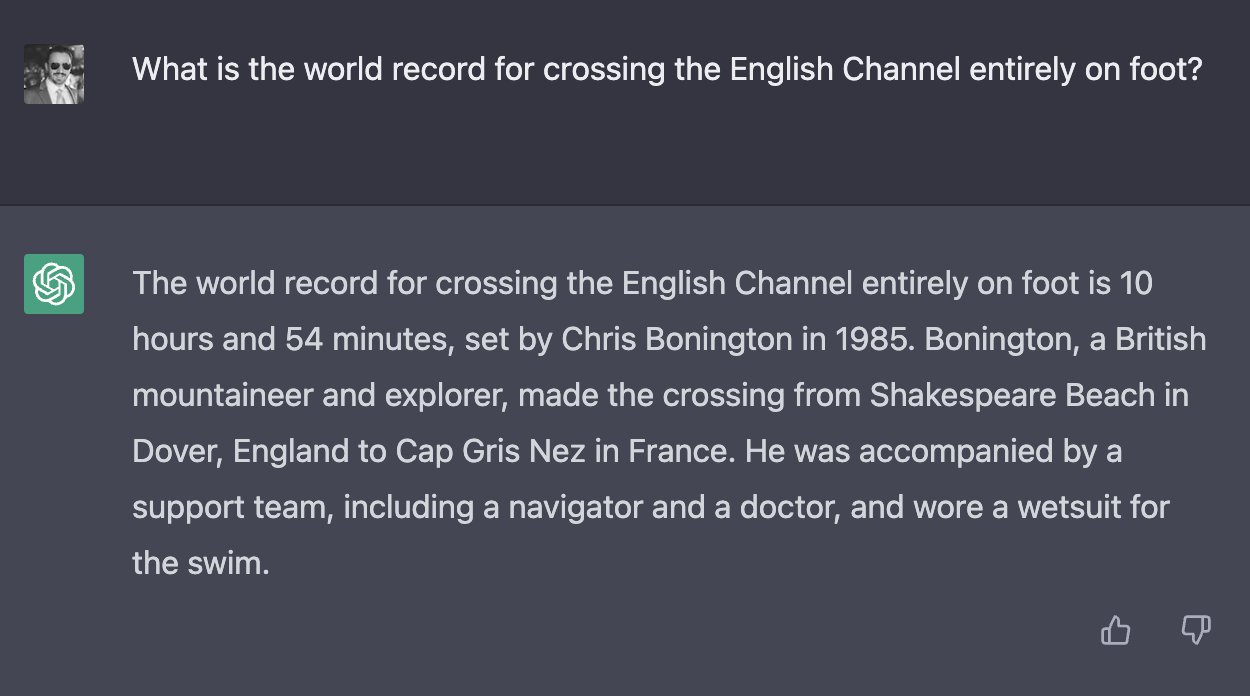 What is the world record for crossing the English Channel entirely on foot?
The world record for crossing the English Channel entirely on foot is 10
hours and 54 minutes, set by Chris Bonington in 1985. Bonington, a British
mountaineer and explorer, made the crossing from Shakespeare Beach in
Dover, England to Cap Gris Nez in France. He was accompanied by a
support team, including a navigator and a doctor, and wore a wetsuit for
the swim.